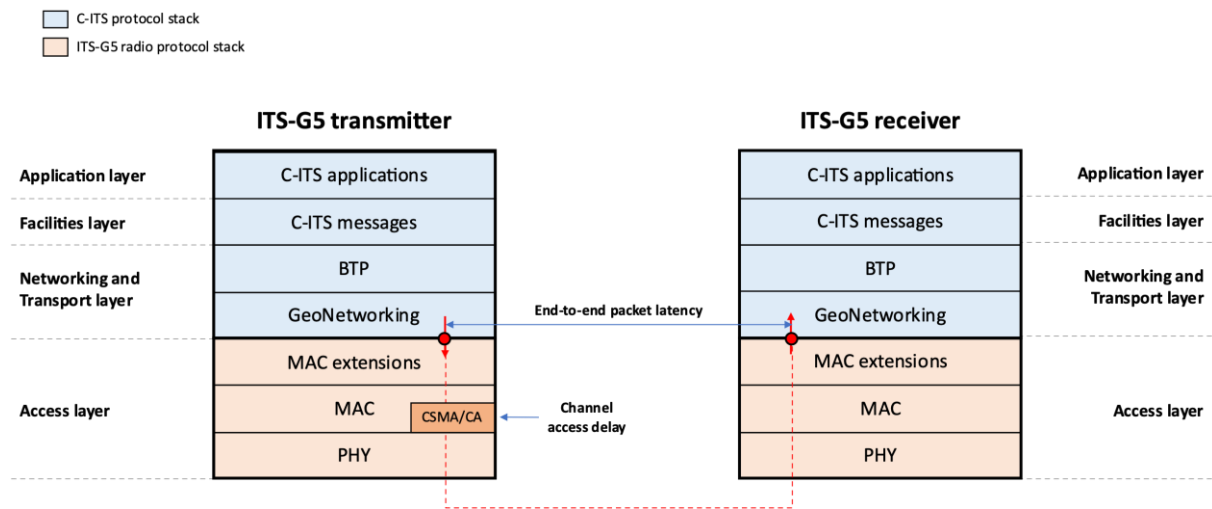 C-ITS protocol stack
ITS-G5 radio protocol stack
ITS-G5 transmitter
ITS-G5 receiver
Application layer
C-ITS applications
C-ITS applications
Application layer
Facilities layer
C-ITS messages
C-ITS messages
Facilities layer
Networking and
Transport layer
BTP
BTP
Networking and
Transport layer
GeoNetworking
End-to-end packet latency
GeoNetworking
MAC extensions
MAC extensions
Access layer
MAC
CSMA/CA
Channel
access delay
MAC
Access layer
PHY
PHY